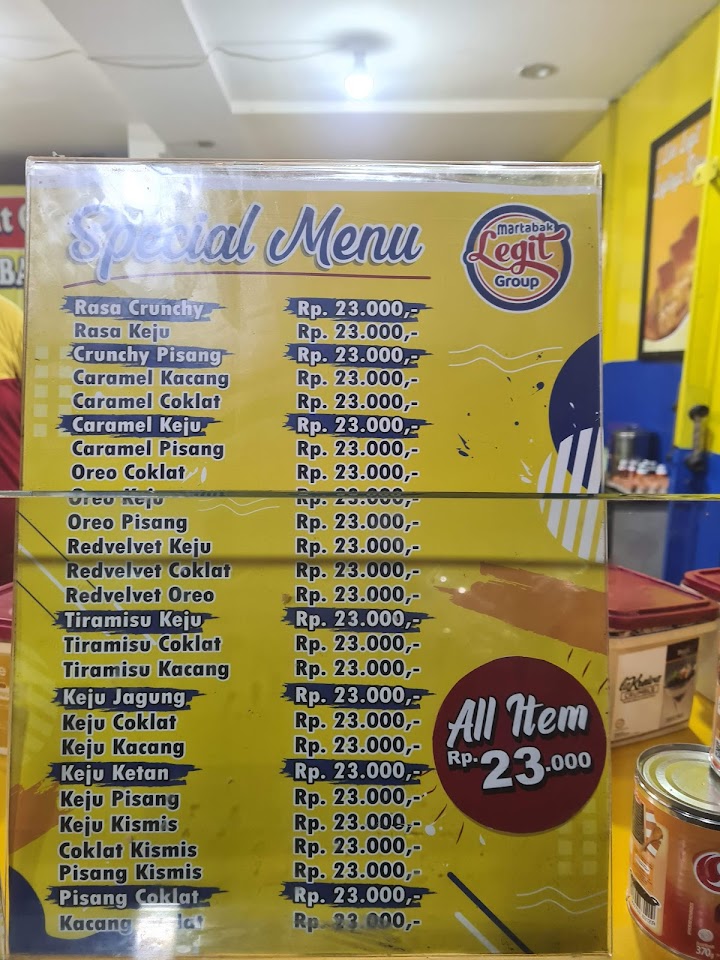 Special Menu
Martabak
Legit
Group
Rasa Crunchy Rp. 23.000,-
Rasa Keju Rp. 23.000,-
Crunchy Pisang Rp. 23.000,-
Caramel Kacang Rp. 23.000,-
Caramel Coklat Rp. 23.000,-
Caramel Keju Rp. 23.000,-
Caramel Pisang Rp. 23.000,-
Oreo Coklat Rp. 23.000,-
Oreo Keju Rp. 23.000,-
Oreo Pisang Rp. 23.000,-
Redvelvet Keju Rp. 23.000,-
Redvelvet Coklat Rp. 23.000,-
Redvelvet Oreo Rp. 23.000,-
Tiramisu Keju Rp. 23.000,-
Tiramisu Coklat Rp. 23.000,-
Tiramisu Kacang Rp. 23.000,-
Keju Jagung Rp. 23.000,-
Keju Coklat Rp. 23.000,-
Keju Kacang Rp. 23.000,-
Keju Ketan Rp. 23.000,-
Keju Pisang Rp. 23.000,-
Keju Kismis Rp. 23.000,-
Coklat Kismis Rp. 23.000,-
Pisang Kismis Rp. 23.000,-
Pisang Coklat Rp. 23.000,-
Kacang Coklat Rp. 23.000,-
All Item
Rp. 23.000